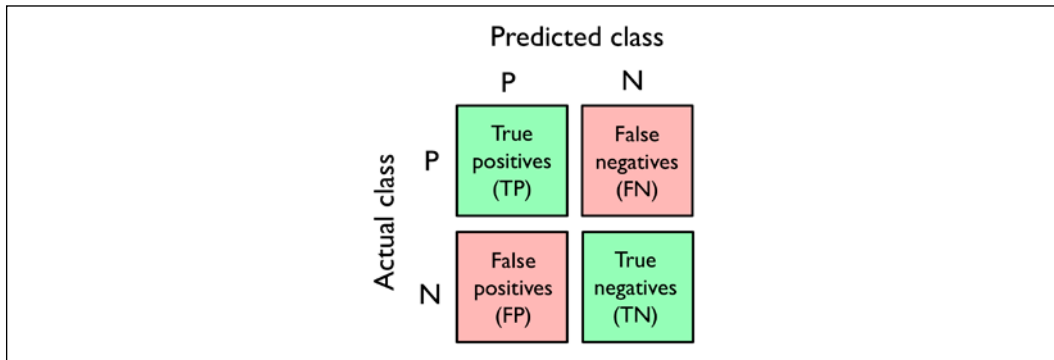 Predicted class
P
N
Actual class
P
True
positives
(TP)
False
negatives
(FN)
N
False
positives
(FP)
True
negatives
(TN)